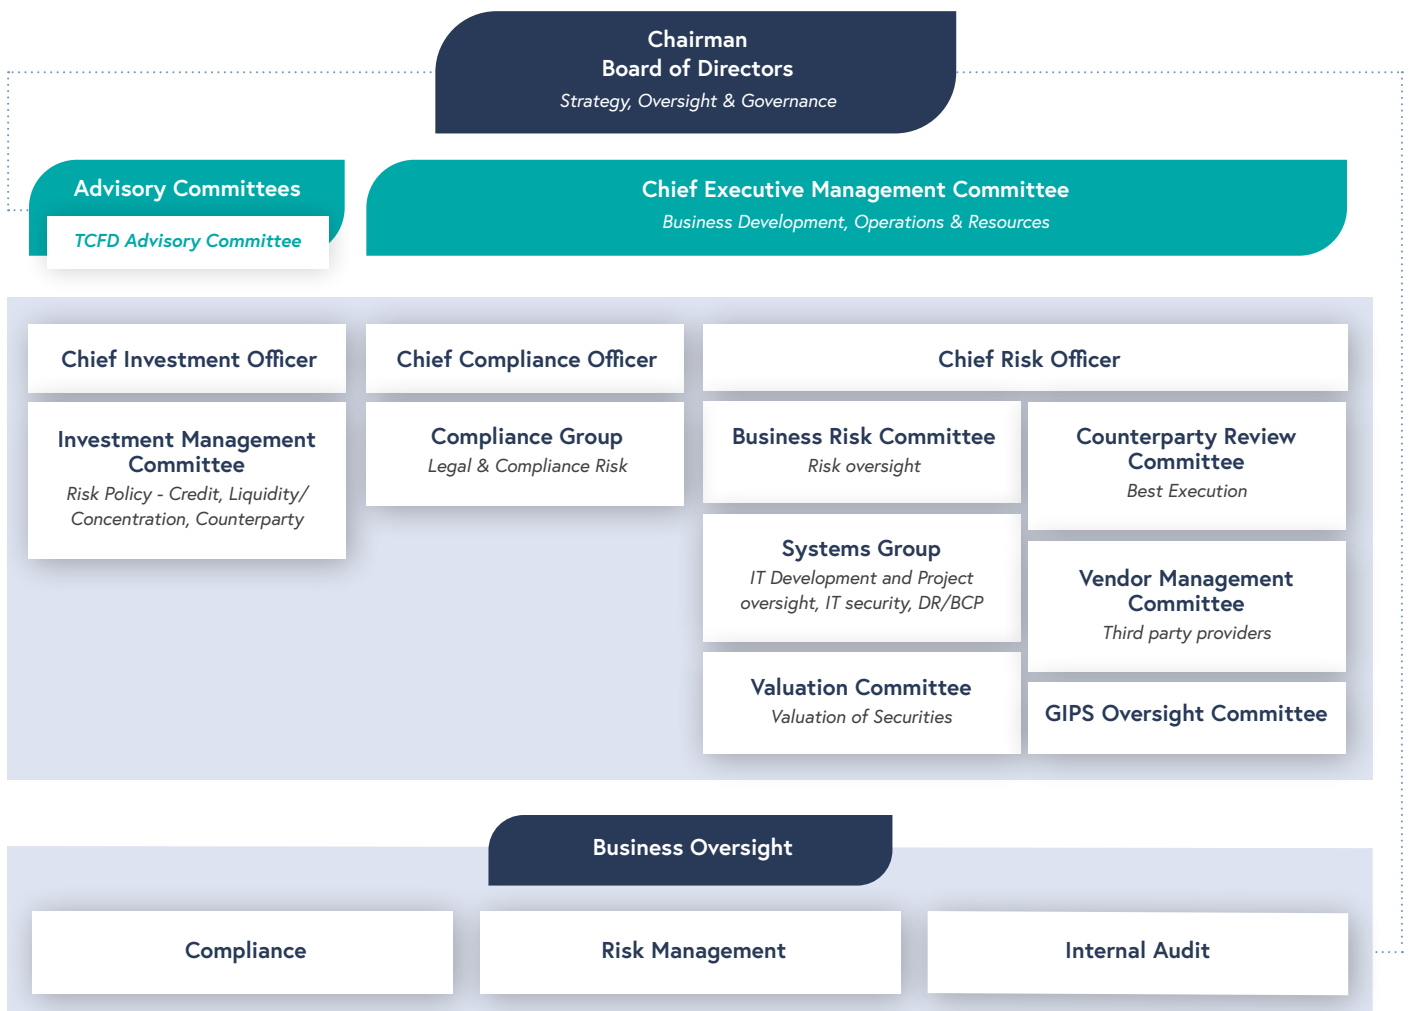 Chairman
Board of Directors
Strategy, Oversight & Governance
Advisory Committees
TCFD Advisory Committee
Chief Executive Management Committee
Business Development, Operations & Resources
Chief Investment Officer
Investment Management
Committee
Risk Policy - Credit, Liquidity/
Concentration, Counterparty
Chief Compliance Officer
Compliance Group
Legal & Compliance Risk
Chief Risk Officer
Business Risk Committee
Risk oversight
Systems Group
IT Development and Project
oversight, IT security, DR/BCP
Valuation Committee
Valuation of Securities
Counterparty Review
Committee
Best Execution
Vendor Management
Committee
Third party providers
GIPS Oversight Committee
Business Oversight
Compliance
Risk Management
Internal Audit